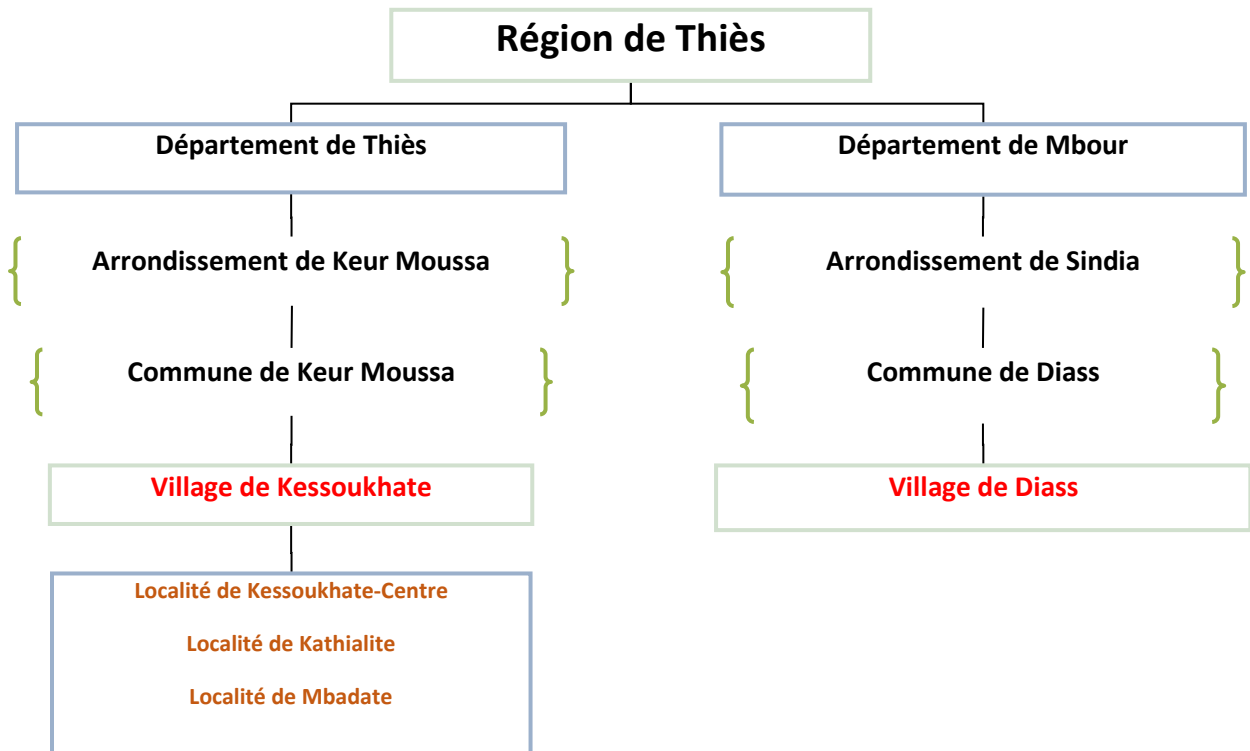 Région de Thiès
Département de Thiès
Département de Mbour
Arrondissement de Keur Moussa
Arrondissement de Sindia
Commune de Keur Moussa
Commune de Diass
Village de Kessoukhate
Village de Diass
Localité de Kessoukhate-Centre
Localité de Kathialite
Localité de Mbadate